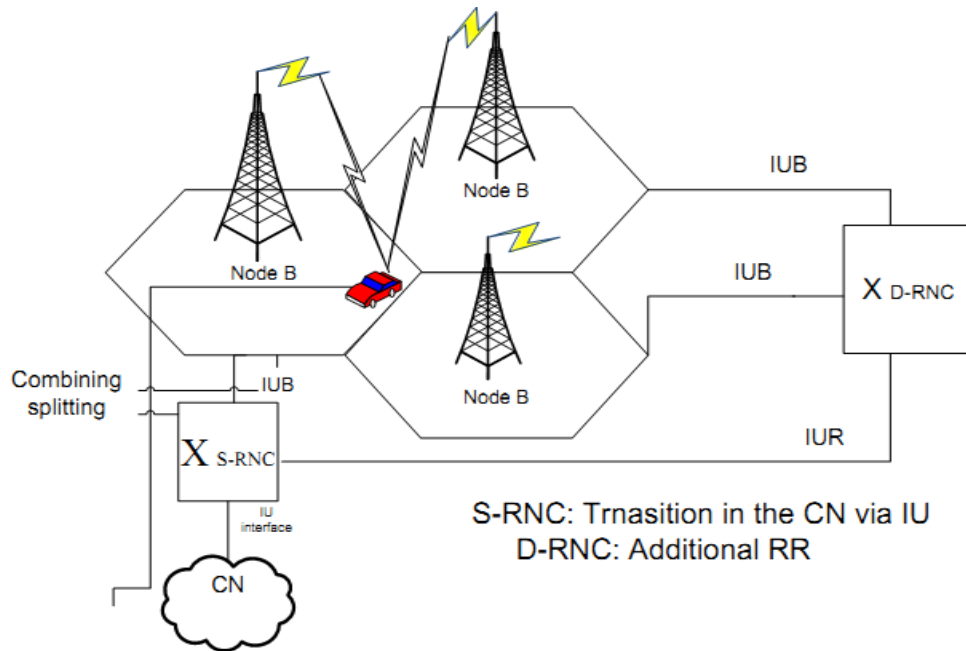 Node B
IUB
Node B
IUB
X D-RNC
Node B
Combining
splitting
IUB
X S-RNC
IUR
IU
interface
CN
S-RNC: Trnasition in the CN via IU
D-RNC: Additional RR